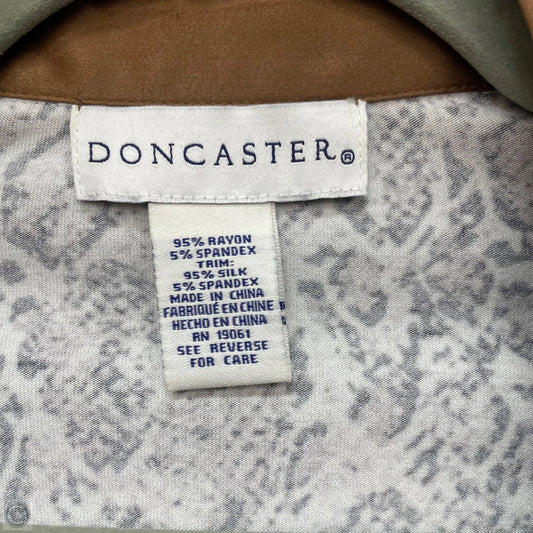 DONCASTER®
95% RAYON
5% SPANDEX
TRIM:
95% SILK
5% SPANDEX
MADE IN CHINA
FABRIQUÉ EN CHINE
HECHO EN CHINA
RN 19061
SEE REVERSE
FOR CARE